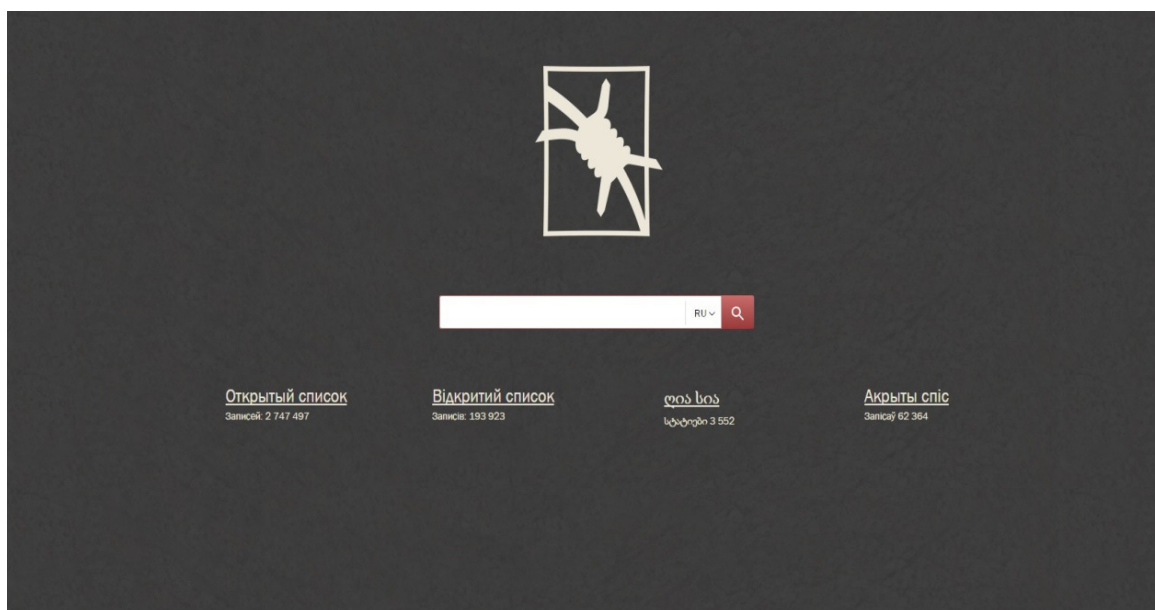 RU
Открытый список
Записей: 2 747 497
Відкритий список
Записів: 193 923
ღია სია
სტატიები 3 552
Акрыты спіс
Запісаў 62 364